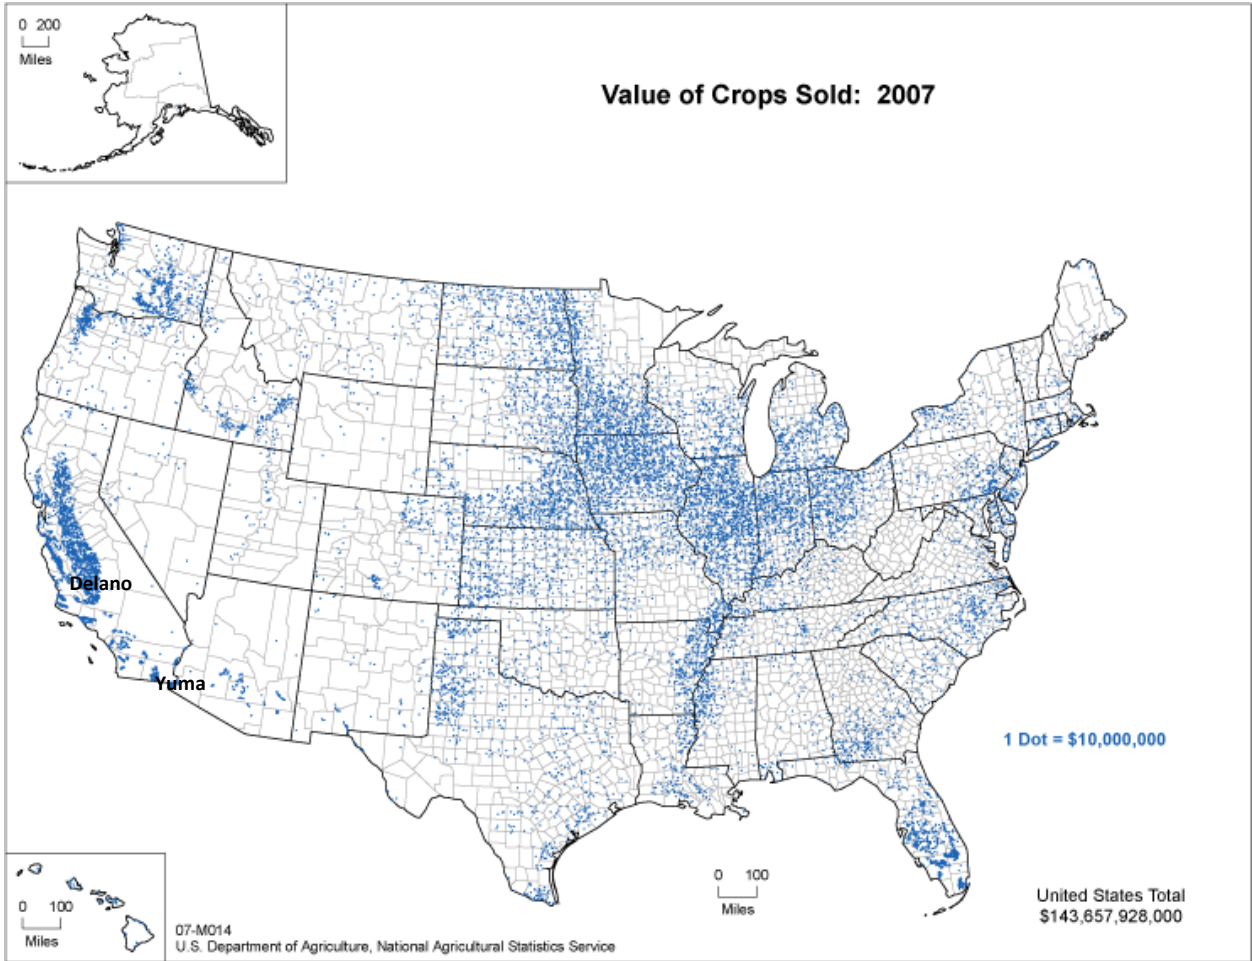 0 200
Miles
Value of Crops Sold: 2007
Delano
Yuma
1 Dot = $10,000,000
0 100
Miles
0 100
Miles
United States Total
$143,657,928,000
07-M014
U.S. Department of Agriculture, National Agricultural Statistics Service